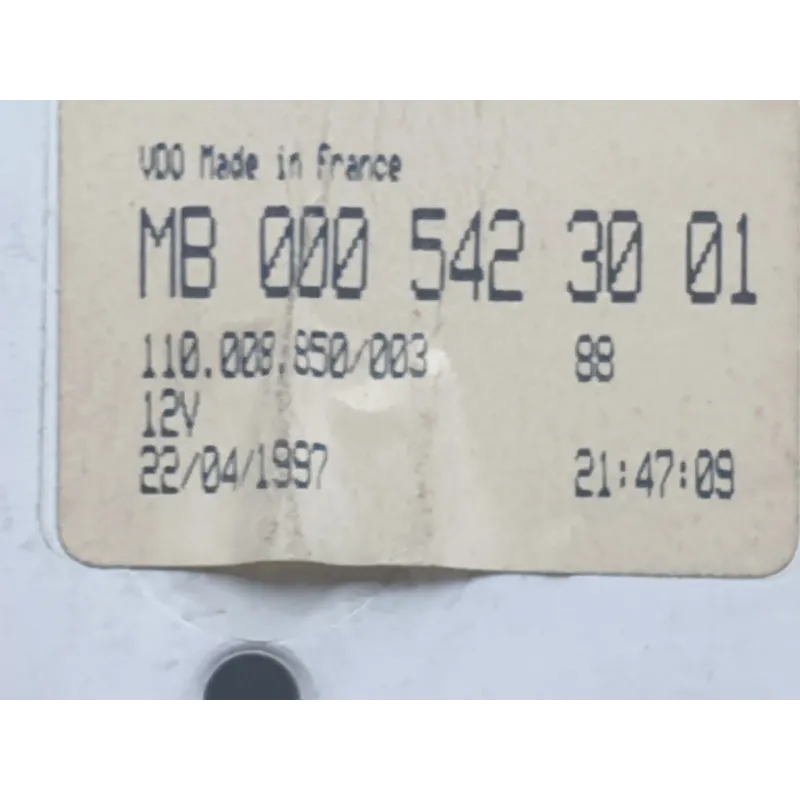 VDO Made in France
MB 000 542 30 01
110.008.850/003 88
12V
22/04/1997 21:47:09